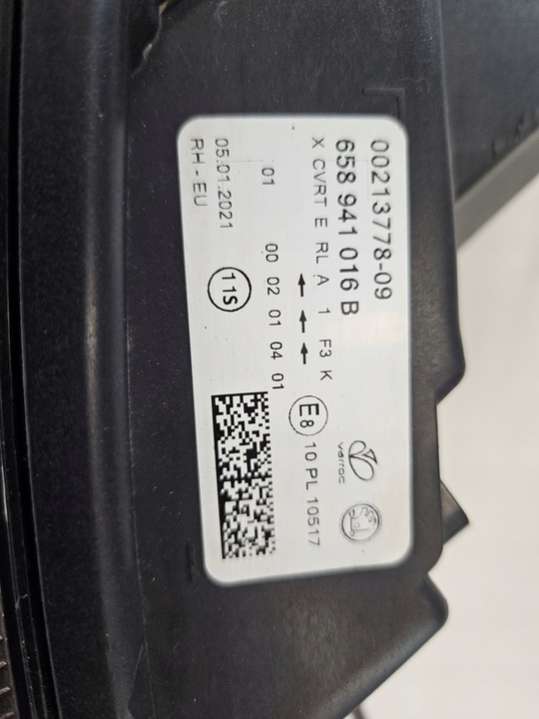 00213778-09
658 941 016 B
X CVRT E RL A 1 F3 K
01 00 02 01 04 01
05.01.2021
RH-EU
11S
varroc
E8 10 PL 10517